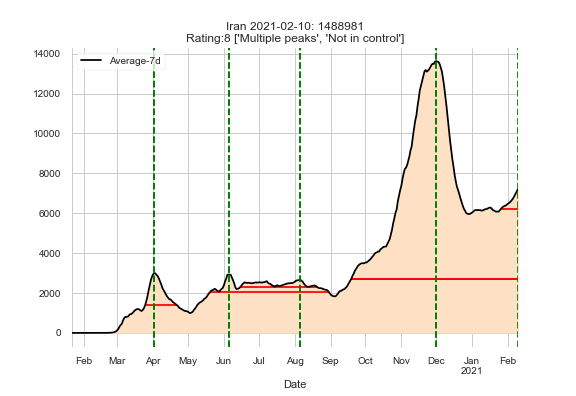 Iran 2021-02-10: 1488981
Rating:8 ['Multiple peaks', 'Not in control']
Average-7d
14000
12000
10000
8000
6000
4000
2000
0
Feb Mar Apr May Jun Jul Aug Sep Oct Nov Dec Jan Feb
2021
Date